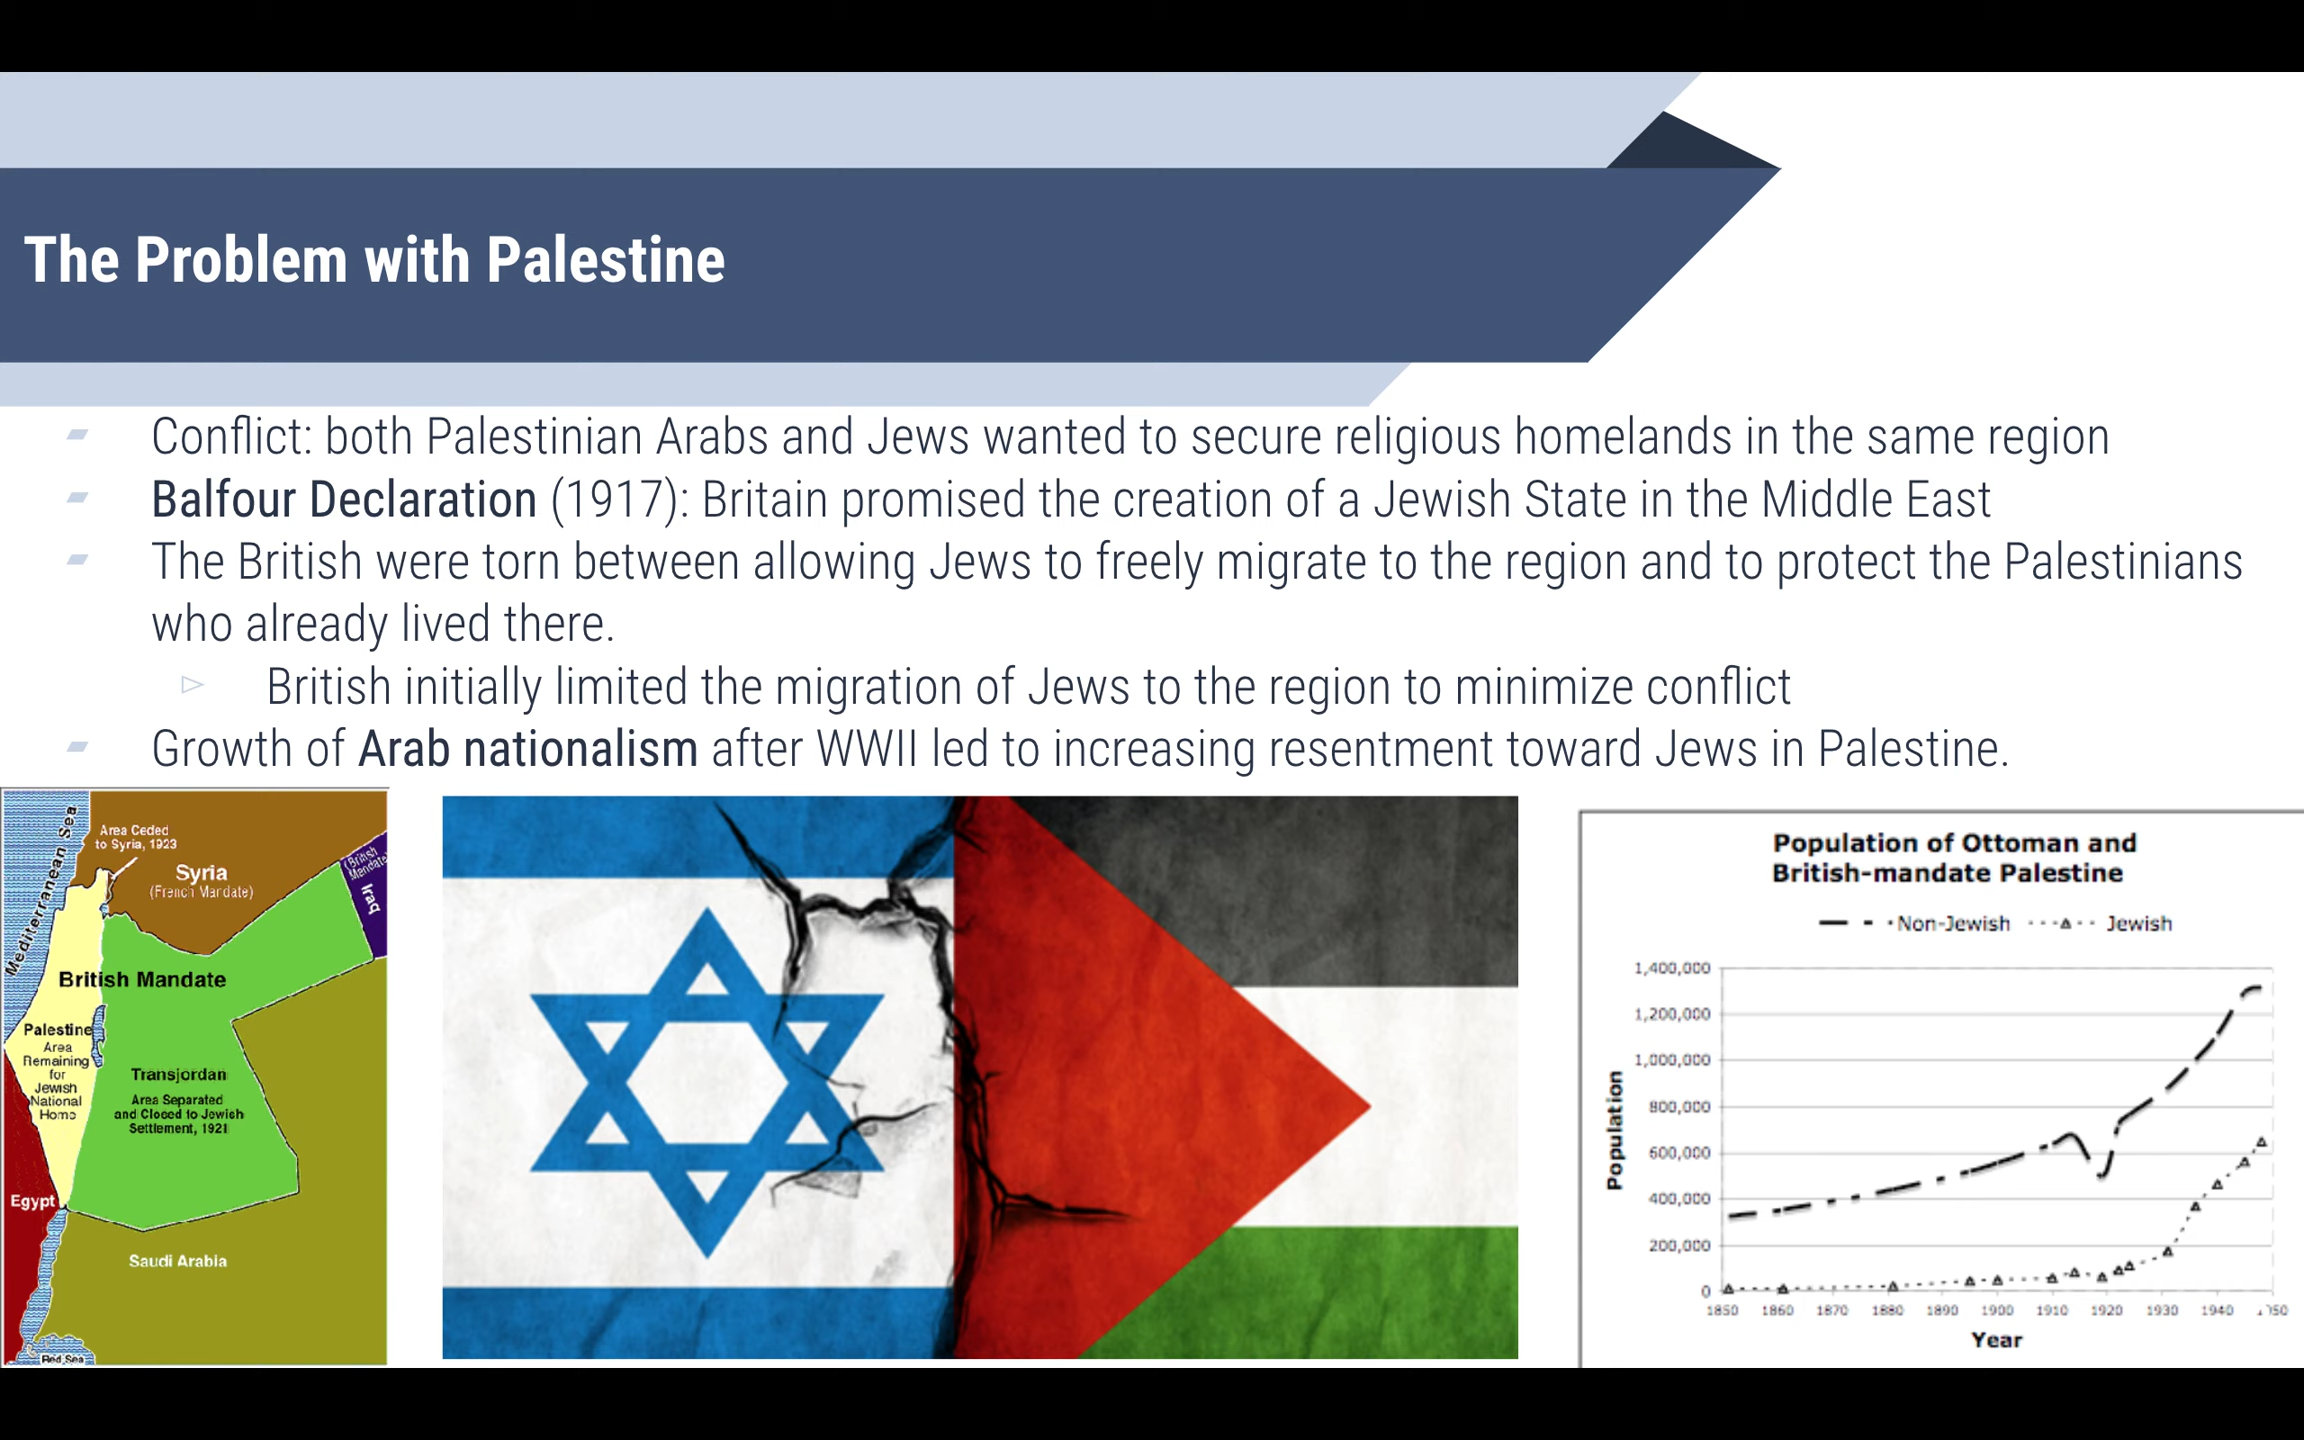 The Problem with Palestine
Conflict: both Palestinian Arabs and Jews wanted to secure religious homelands in the same region
Balfour Declaration (1917): Britain promised the creation of a Jewish State in the Middle East
The British were torn between allowing Jews to freely migrate to the region and to protect the Palestinians
who already lived there.
British initially limited the migration of Jews to the region to minimize conflict
Growth of Arab nationalism after WWII led to increasing resentment toward Jews in Palestine.
Mediterranean Sea
Area Ceded
to Syria, 1923
Syria
(French Mandate)
(British
Mandate)
Iraq
British Mandate
Palestine
Area
Remaining
for
Jewish
National
Home
Transjordan
Area Separated
and Closed to Jewish
Settlement, 1921
Egypt
Saudi Arabia
Red Sea
Population of Ottoman and
British-mandate Palestine
Non-Jewish Jewish
Population
1,400,000
1,200,000
1,000,000
800,000
600,000
400,000
200,000
0
1850 1860 1870 1880 1890 1900 1910 1920 1930 1940
Year